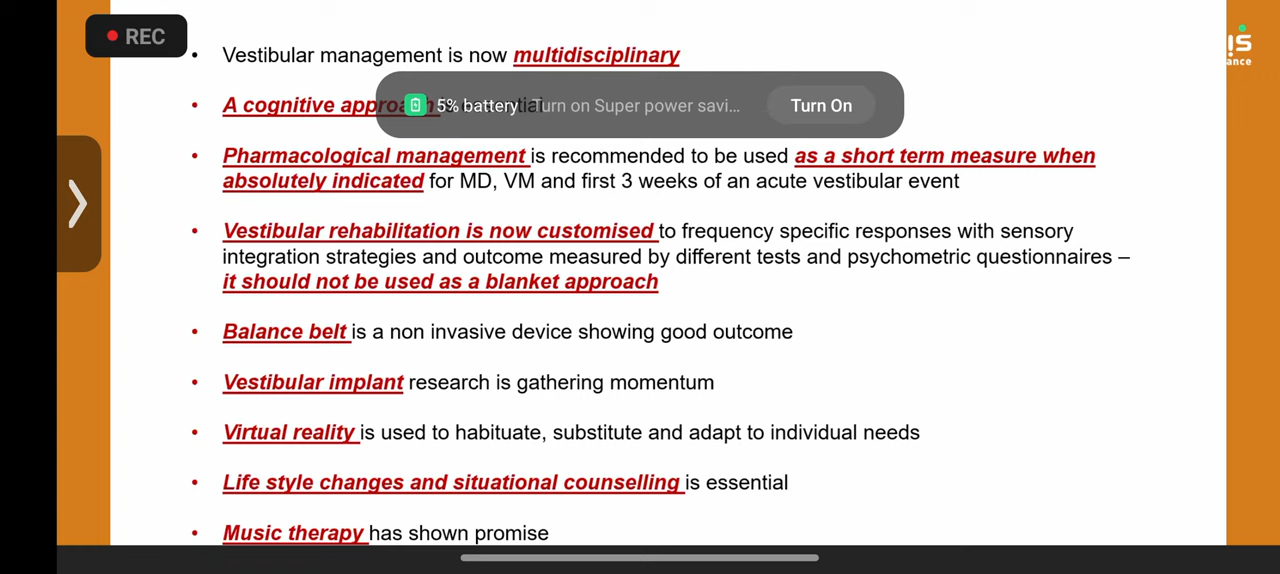 REC
• Vestibular management is now multidisciplinary
5% battery Turn on Super power savi... Turn On
• A cognitive approach
• Pharmacological management is recommended to be used as a short term measure when
absolutely indicated for MD, VM and first 3 weeks of an acute vestibular event
• Vestibular rehabilitation is now customised to frequency specific responses with sensory
integration strategies and outcome measured by different tests and psychometric questionnaires –
it should not be used as a blanket approach
• Balance belt is a non invasive device showing good outcome
• Vestibular implant research is gathering momentum
• Virtual reality is used to habituate, substitute and adapt to individual needs
• Life style changes and situational counselling is essential
• Music therapy has shown promise